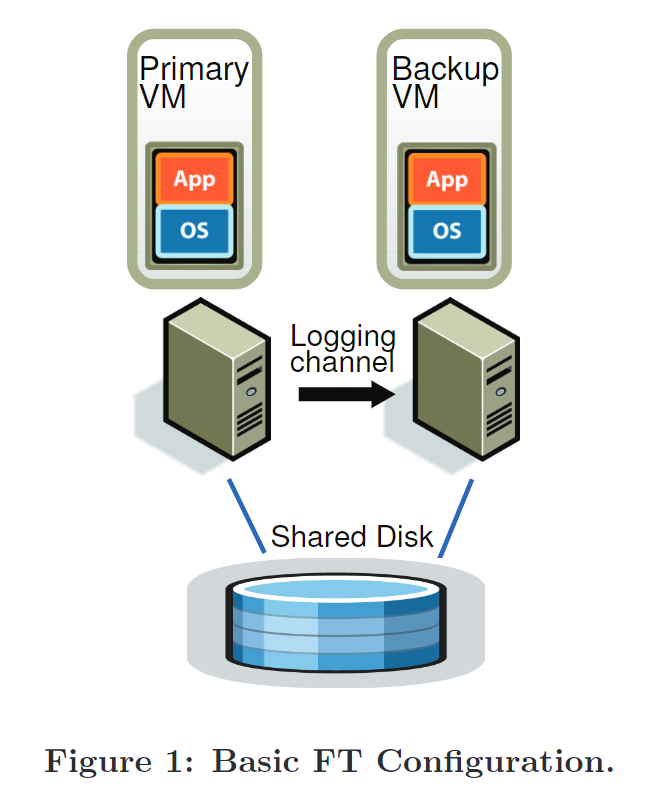 Primary
VM
Backup
VM
App
OS
App
OS
Logging
channel
Shared Disk
Figure 1: Basic FT Configuration.